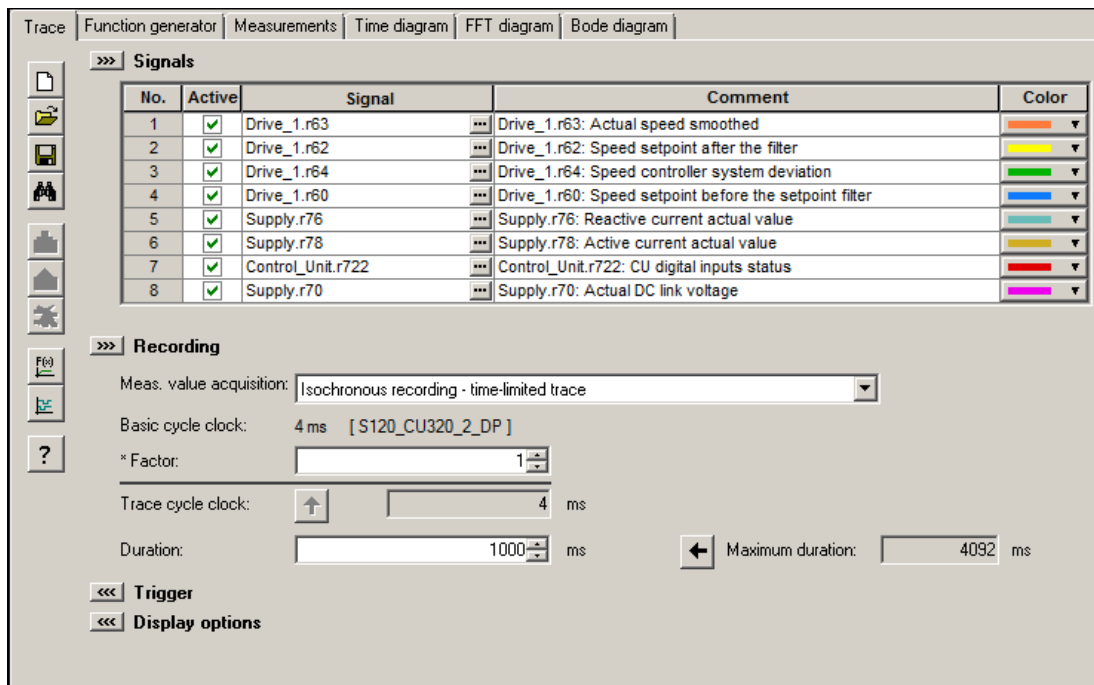 Trace Function generator Measurements Time diagram FFT diagram Bode diagram
>>> Signals
No. Active Signal Comment Color
1 Drive_1.r63 ... Drive_1.r63: Actual speed smoothed
2 Drive_1.r62 ... Drive_1.r62: Speed setpoint after the filter
3 Drive_1.r64 ... Drive_1.r64: Speed controller system deviation
4 Drive_1.r60 ... Drive_1.r60: Speed setpoint before the setpoint filter
5 Supply.r76 ... Supply.r76: Reactive current actual value
6 Supply.r78 ... Supply.r78: Active current actual value
7 Control_Unit.r722 ... Control_Unit.r722: CU digital inputs status
8 Supply.r70 ... Supply.r70: Actual DC link voltage
>>> Recording
F(x)
Meas. value acquisition: Isochronous recording - time-limited trace
Basic cycle clock: 4 ms [ S120_CU320_2_DP ]
?
* Factor: 1
Trace cycle clock: 4 ms
Duration: 1000 ms Maximum duration: 4092 ms
<<< Trigger
<<< Display options